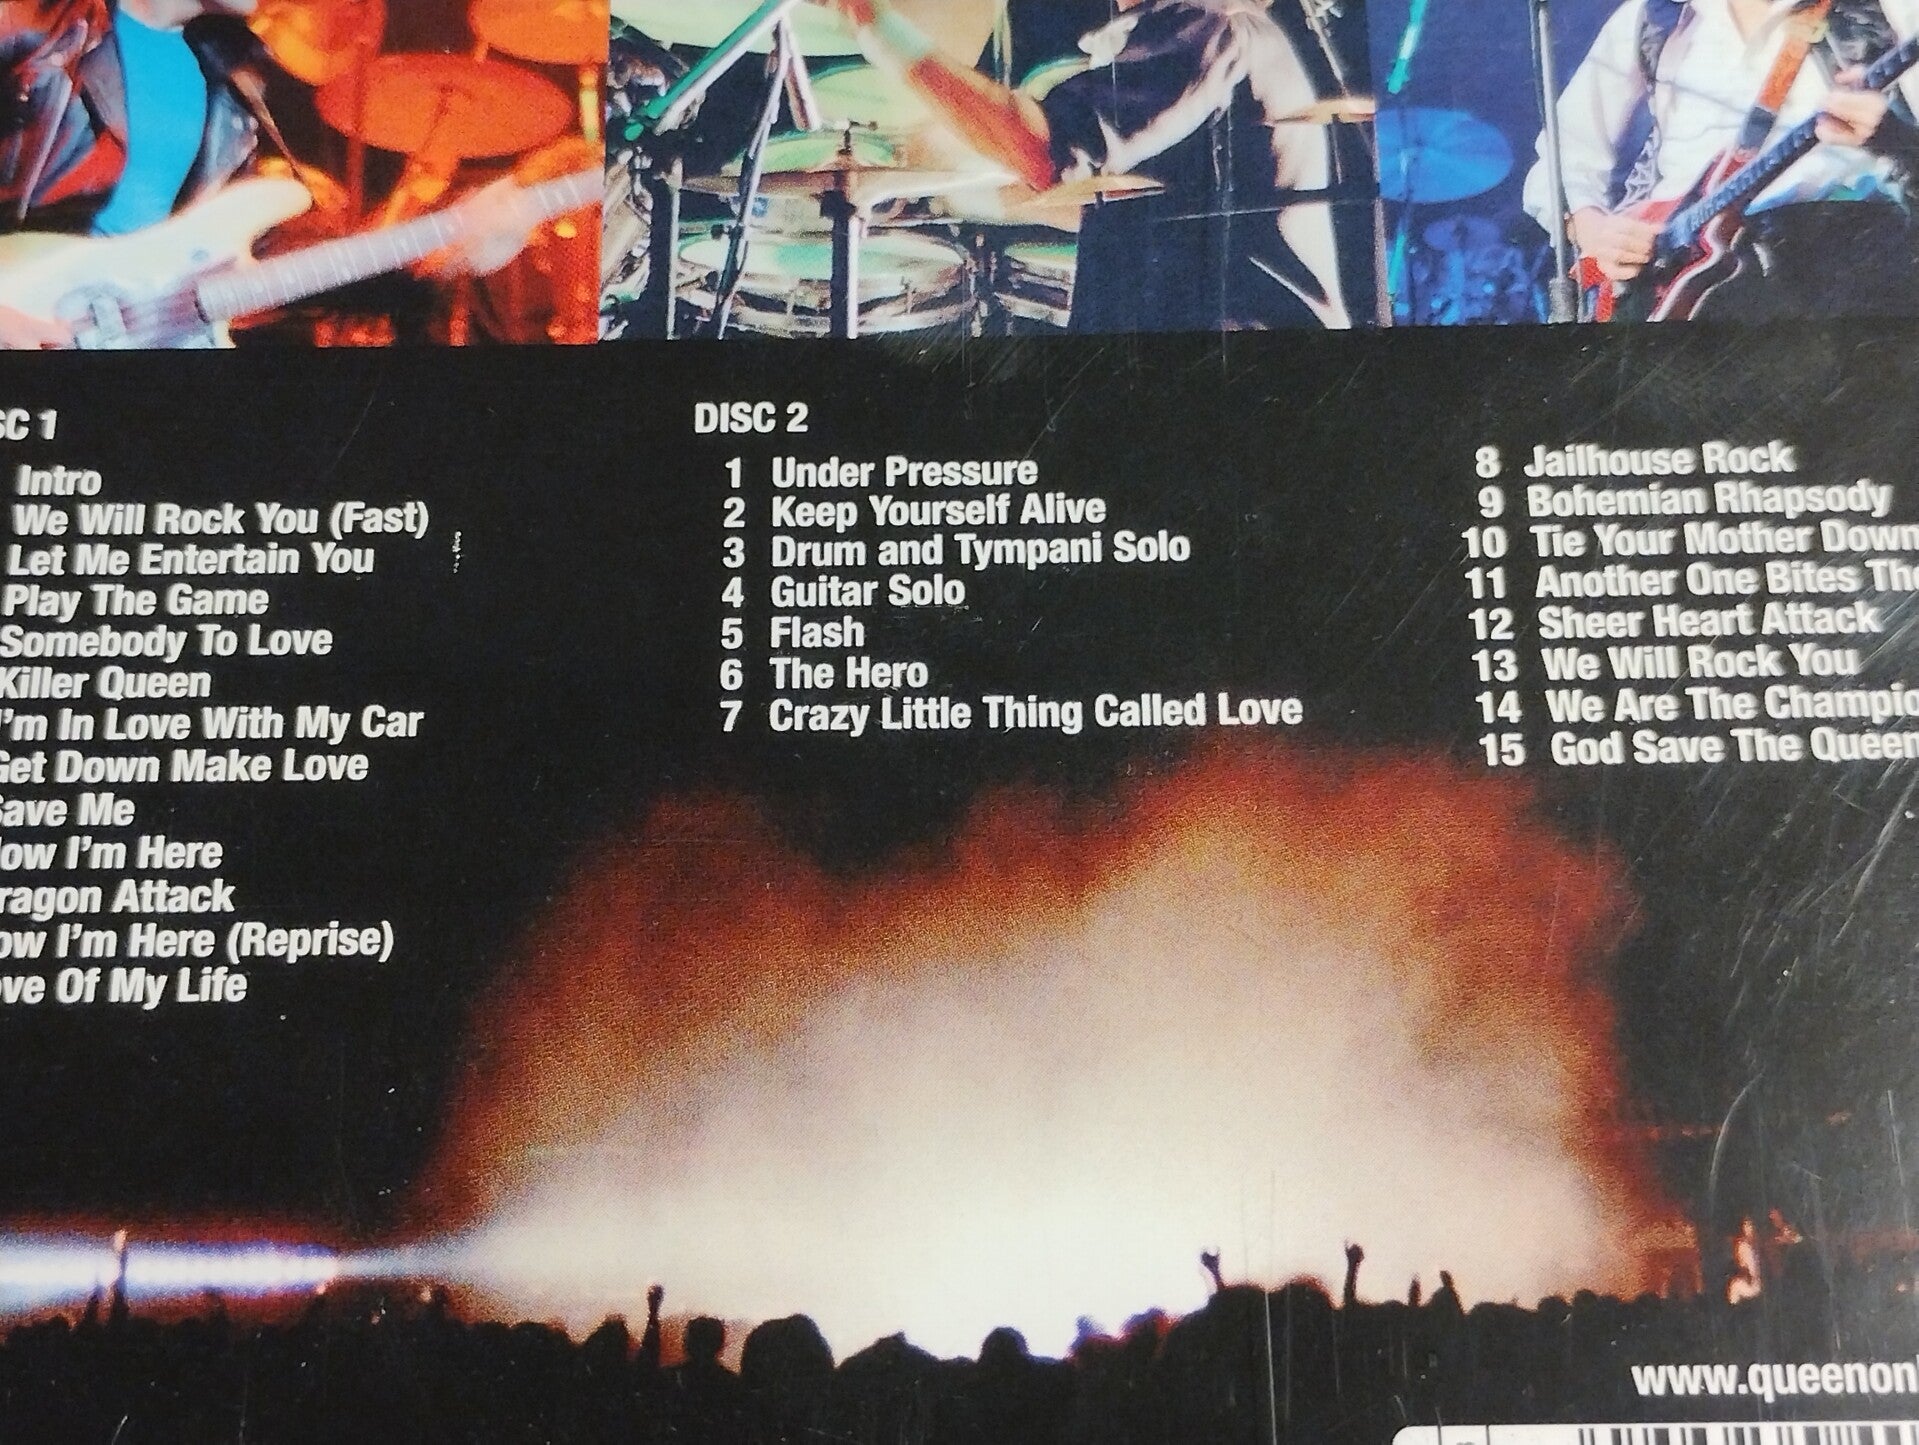 SC 1
Intro
We Will Rock You (Fast)
Let Me Entertain You
Play The Game
Somebody To Love
Killer Queen
I'm In Love With My Car
Get Down Make Love
Save Me
ow I'm Here
ragon Attack
ow I'm Here (Reprise)
ve Of My Life
DISC 2
1 Under Pressure
2 Keep Yourself Alive
3 Drum and Tympani Solo
4 Guitar Solo
5 Flash
6 The Hero
7 Crazy Little Thing Called Love
8 Jailhouse Rock
9 Bohemian Rhapsody
10 Tie Your Mother Down
11 Another One Bites The
12 Sheer Heart Attack
13 We Will Rock You
14 We Are The Champio
15 God Save The Queen
www.queenonl